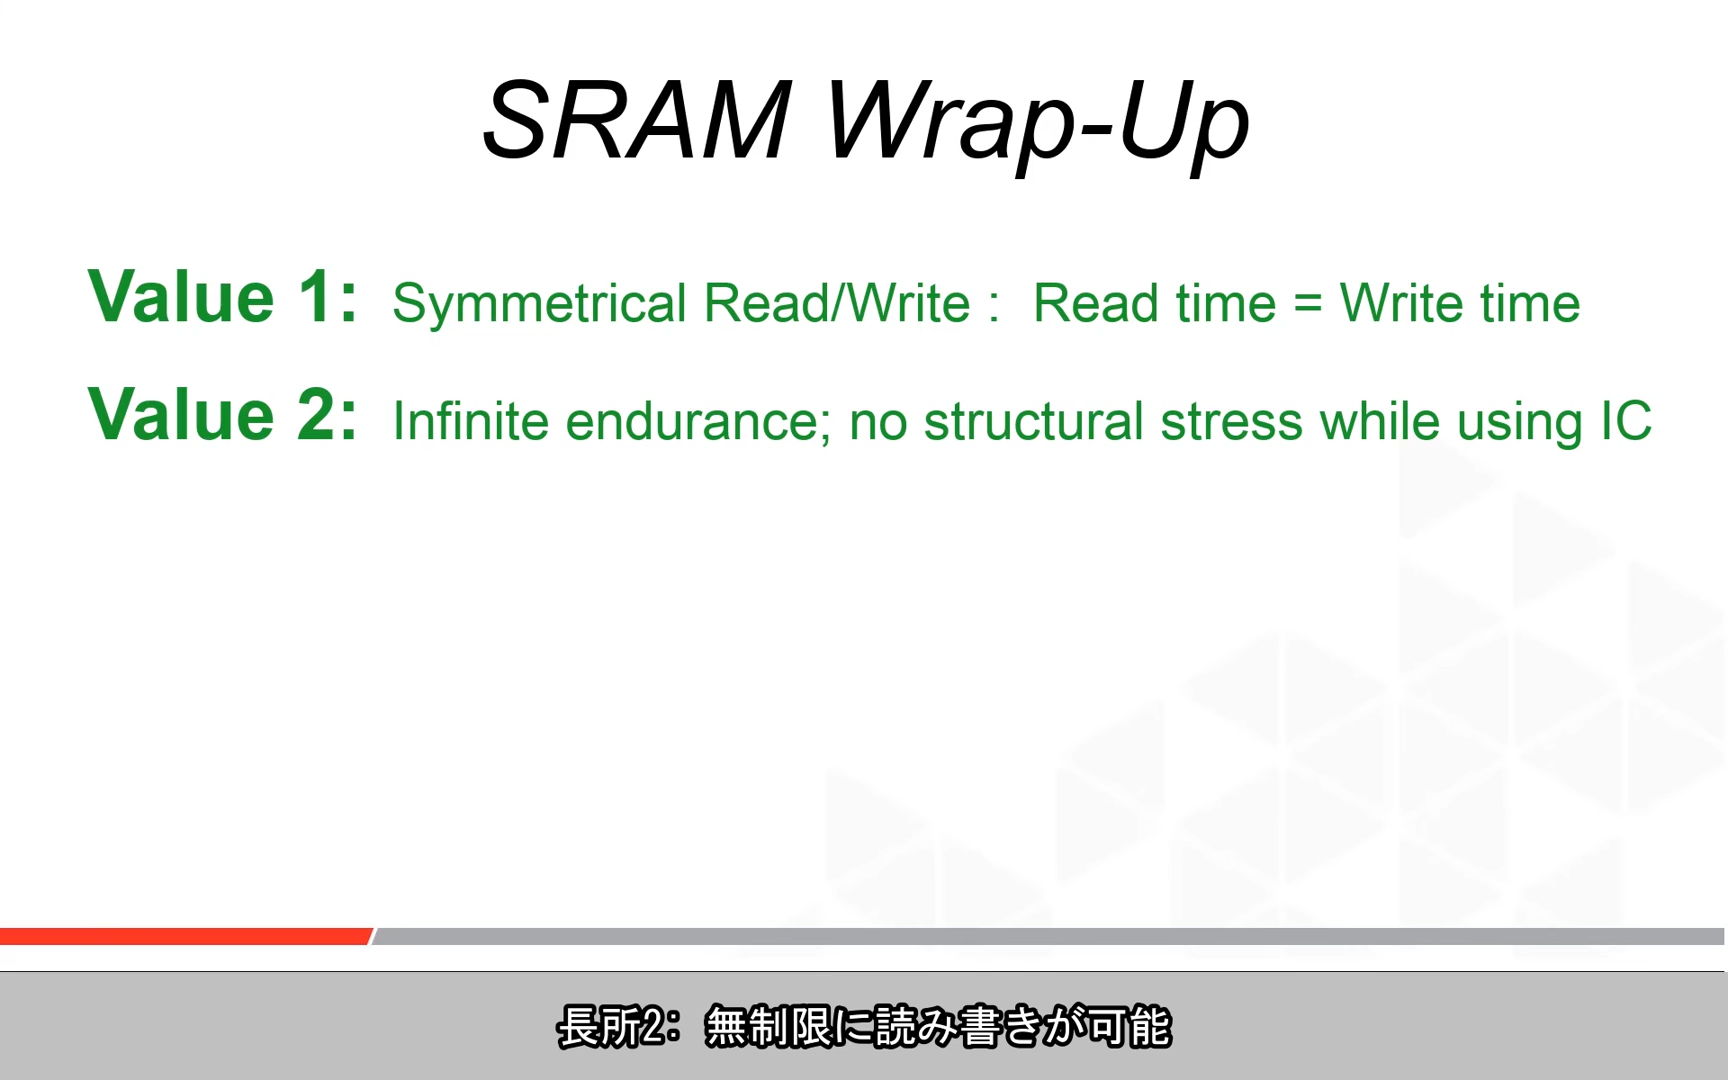 SRAM Wrap-Up
Value 1: Symmetrical Read/Write : Read time = Write time
Value 2: Infinite endurance; no structural stress while using IC
長所2: 無制限に読み書きが可能